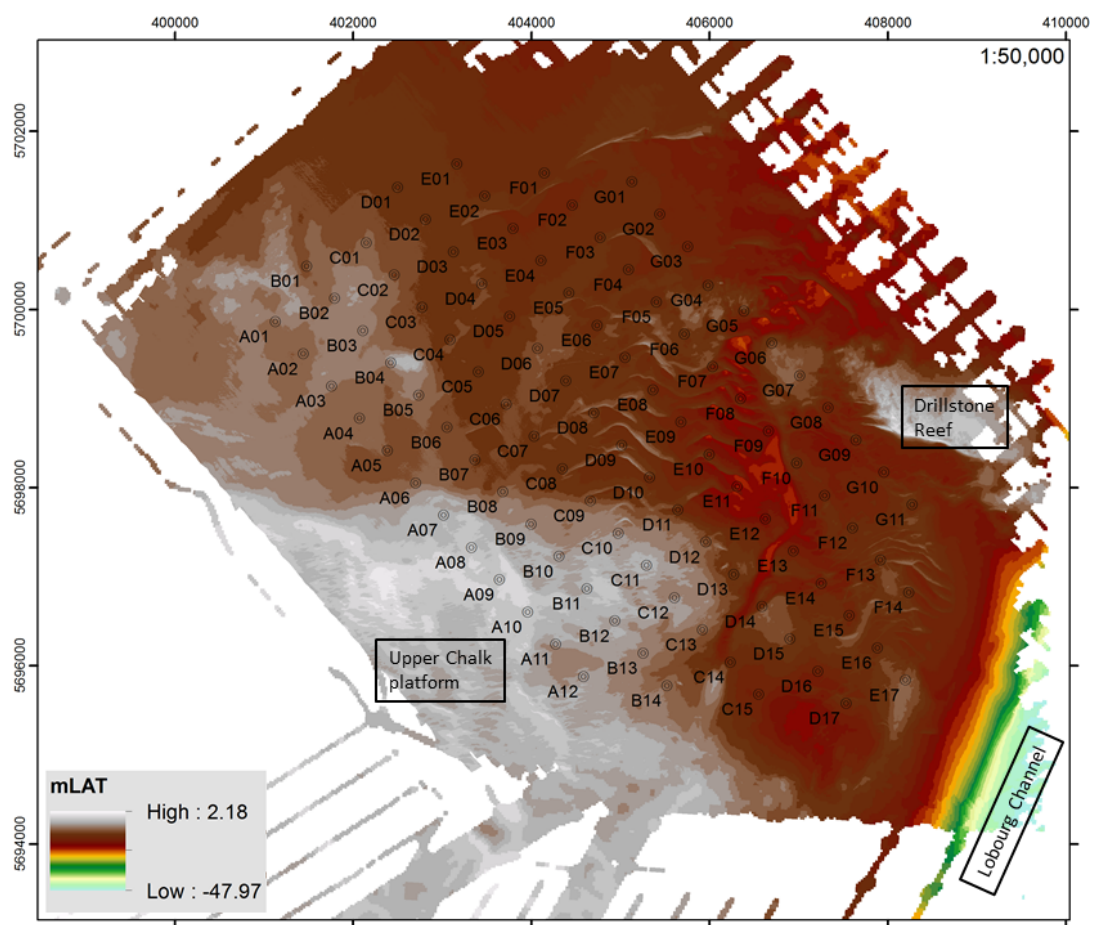 400000 402000 404000 406000 408000 410000
1:50,000
5702000
5700000
5698000
5696000
5694000
E01 F01 G01
D01 E02 F02 G02
D02 E03 F03 G03
C01 D03 E04 F04 G04
B01 C02 D04 E05 F05 G05
B02 C03 D05 E06 F06 G06
A01 B03 C04 D06 E07 F07 G07
A02 B04 C05 D07 E08 F08 G08
A03 B05 C06 D08 E09 F09 G09
A04 B06 C07 D09 E10 F10 G10
A05 B07 C08 D10 E11 F11 G11
A06 B08 C09 D11 E12 F12
A07 B09 C10 D12 E13 F13
A08 B10 C11 D13 E14 F14
A09 B11 C12 D14 E15
A10 B12 C13 D15 E16
A11 B13 C14 D16 E17
A12 B14 C15 D17
Drillstone
Reef
Upper Chalk
platform
Lobourg Channel
mLAT
High : 2.18
Low : -47.97